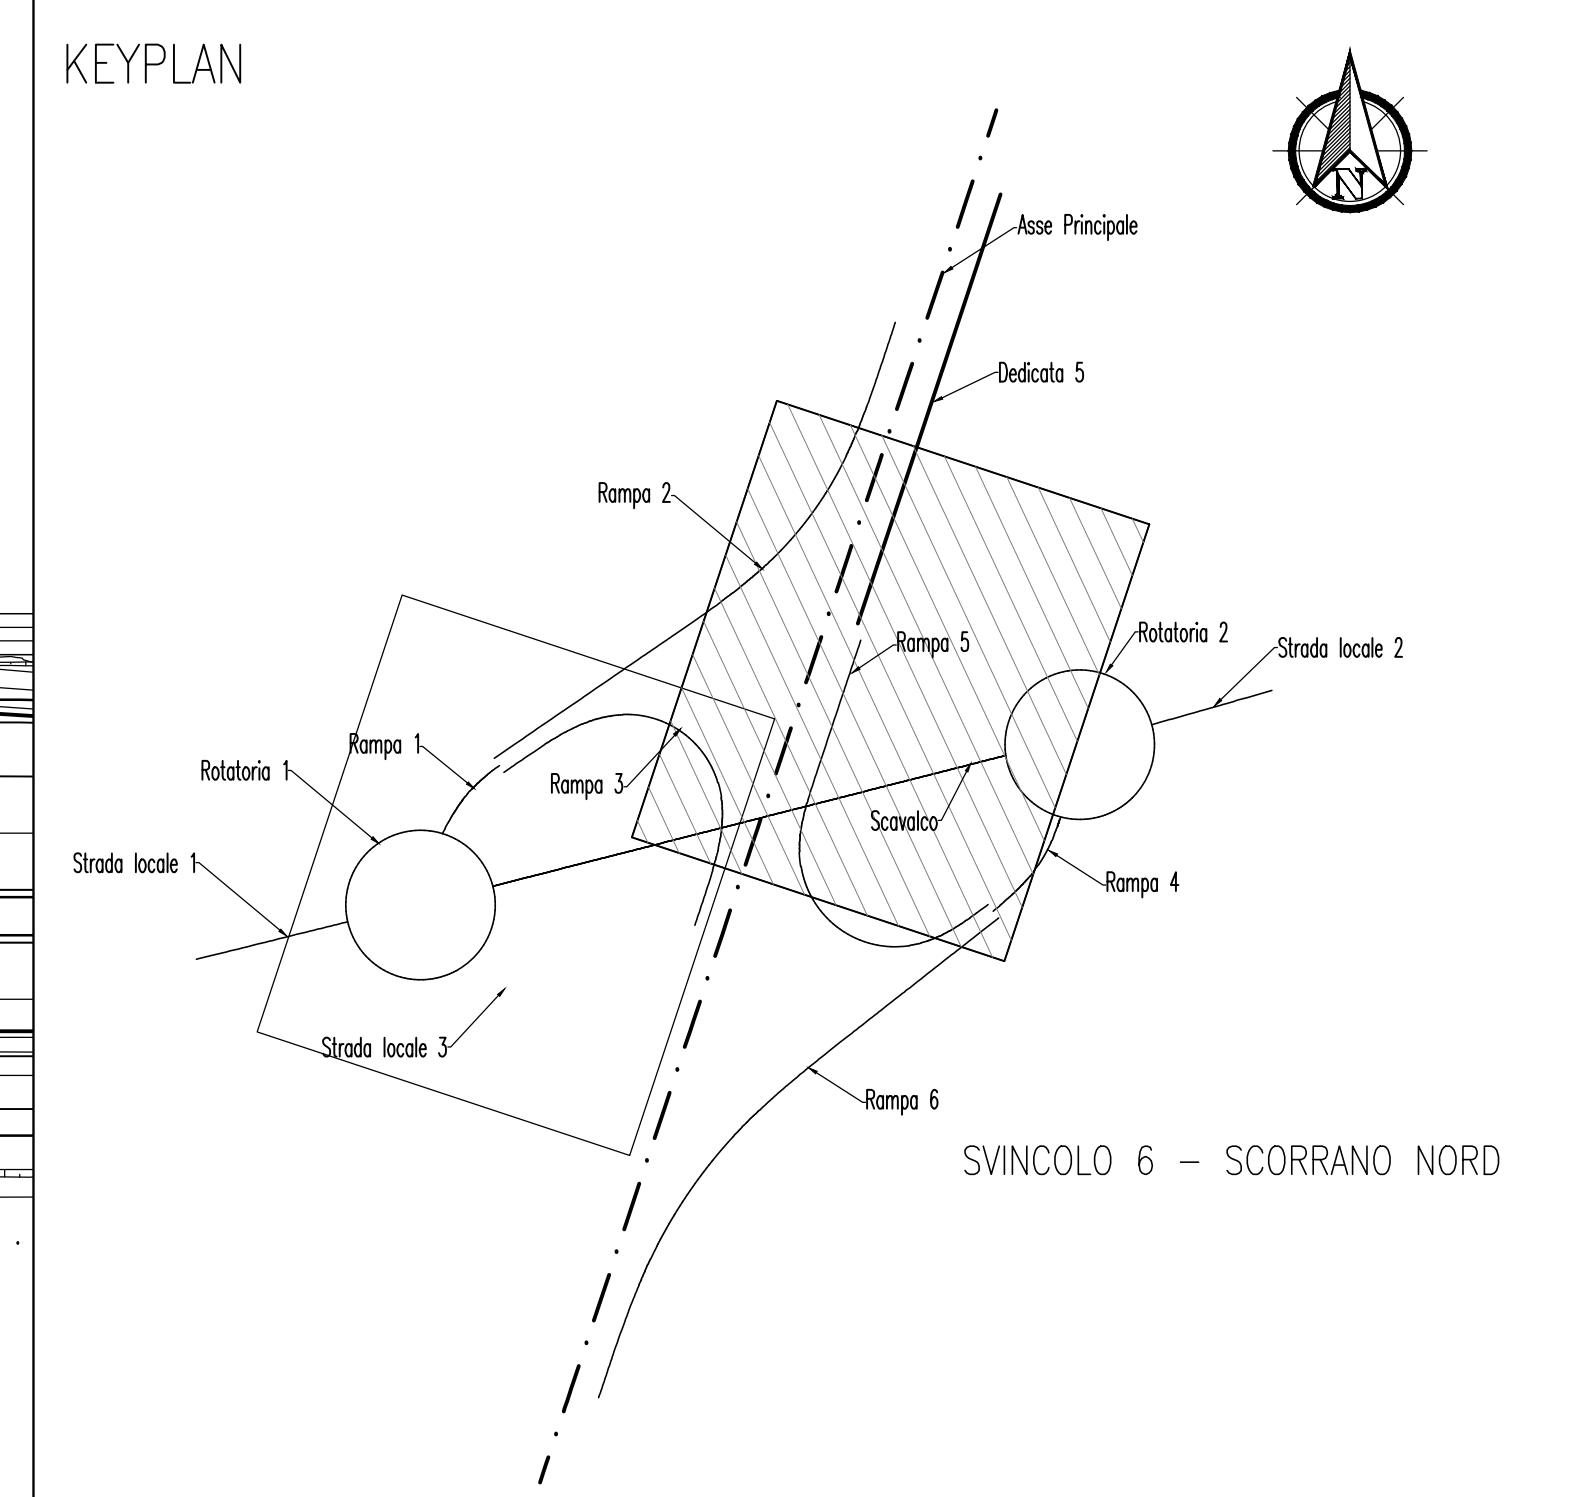 KEYPLAN
N
Asse Principale
Dedicata 5
Rampa 2
Rampa 5
Rotatoria 2
Strada locale 2
Rampa 1
Rotatoria 1
Rampa 3
Scavalco
Strada locale 1
Rampa 4
Strada locale 3
Rampa 6
SVINCOLO 6 – SCORRANO NORD